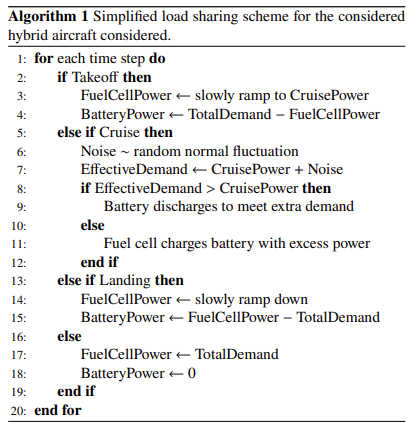 Algorithm 1 Simplified load sharing scheme for the considered
hybrid aircraft considered.
1: for each time step do
2: if Takeoff then
3: FuelCellPower ← slowly ramp to CruisePower
4: BatteryPower ← TotalDemand − FuelCellPower
5: else if Cruise then
6: Noise ∼ random normal fluctuation
7: EffectiveDemand ← CruisePower + Noise
8: if EffectiveDemand > CruisePower then
9: Battery discharges to meet extra demand
10: else
11: Fuel cell charges battery with excess power
12: end if
13: else if Landing then
14: FuelCellPower ← slowly ramp down
15: BatteryPower ← FuelCellPower − TotalDemand
16: else
17: FuelCellPower ← TotalDemand
18: BatteryPower ← 0
19: end if
20: end for